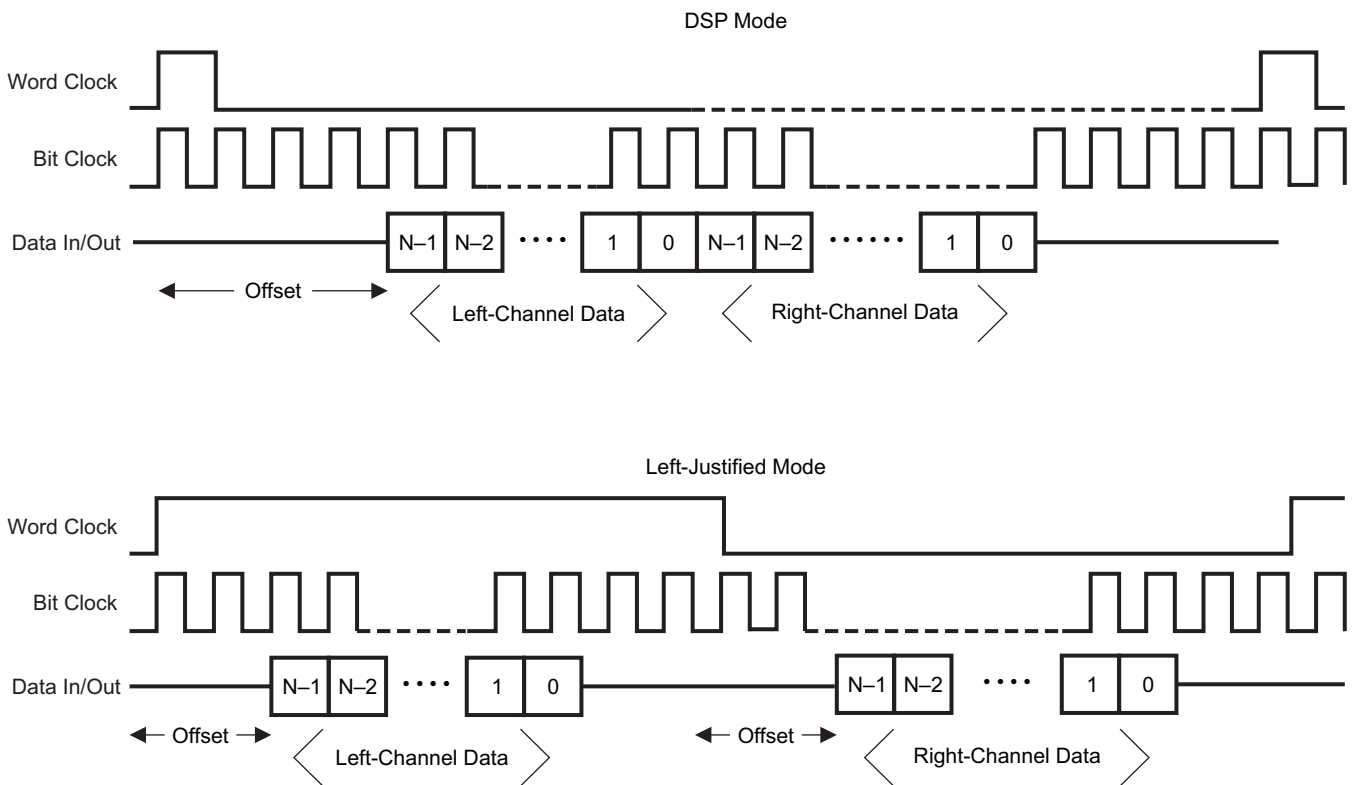 DSP Mode
Word Clock
Bit Clock
Data In/Out N–1 N–2 •••• 1 0 N–1 N–2 •••••• 1 0
Offset
Left-Channel Data Right-Channel Data
Left-Justified Mode
Word Clock
Bit Clock
Data In/Out N–1 N–2 •••• 1 0 N–1 N–2 •••• 1 0
Offset Offset
Left-Channel Data Right-Channel Data